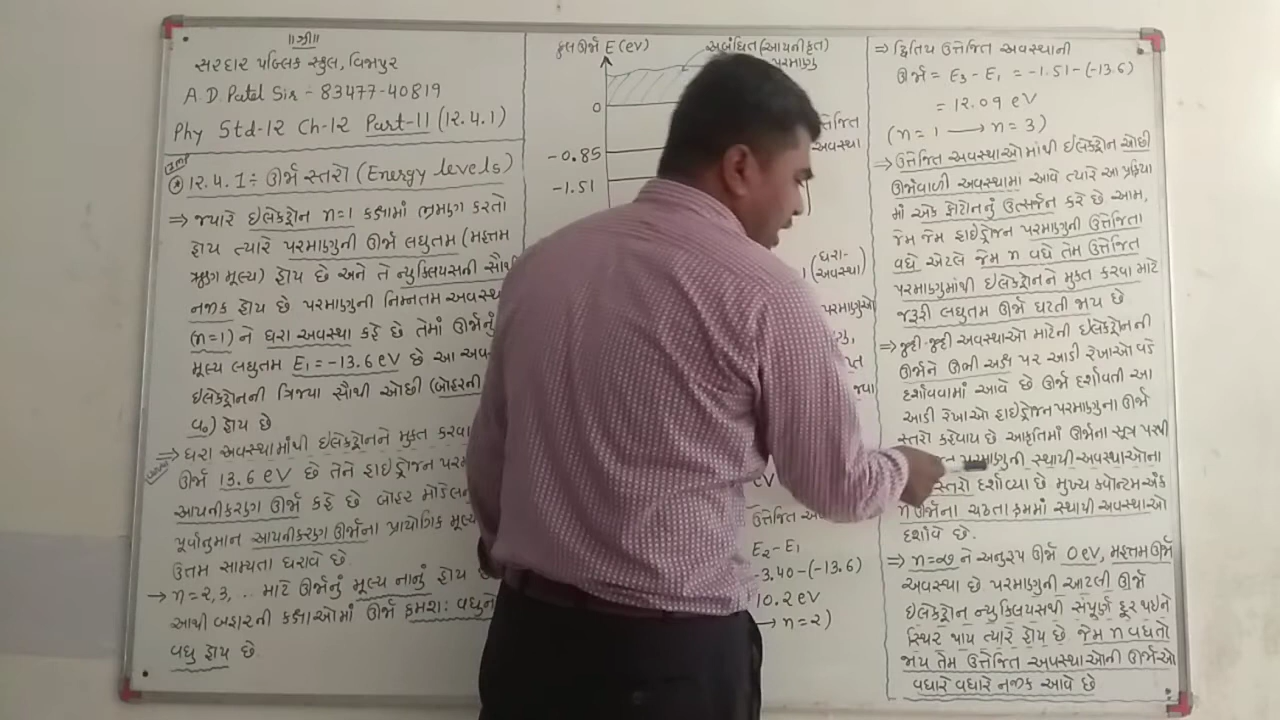 ॥શ્રી॥
સરદાર પબ્લિક સ્કુલ, વિજાપુર
A.D. Patel Sir - 83477-40819
Phy Std-12 Ch-12 Part-11 (12.4.1)
12.4.1: ઊર્જા સ્તરો (Energy levels)
⇒ જ્યારે ઇલેક્ટ્રોન n=1 કક્ષામાં ભ્રમણ કરતો
હોય ત્યારે પરમાણુની ઊર્જા લઘુતમ (મહત્તમ
ઋણ મૂલ્ય) હોય છે અને તે ન્યુક્લિયસની સૌથી
નજીક હોય છે. પરમાણુની નિમ્નતમ અવસ્થા
(n=1) ને ધરા અવસ્થા કહે છે તેમાં ઊર્જાનું
મૂલ્ય લઘુતમ E₁ = -13.6 eV છે આ
ઇલેક્ટ્રોનની ત્રિજ્યા સૌથી ઓછી (બોહરની
a₀) હોય છે
⇒ ધરા અવસ્થામાંથી ઇલેક્ટ્રોનને મુક્ત કરવા
ઊર્જા 13.6 eV છે તેને હાઇડ્રોજન
આયનીકરણ ઊર્જા કહે છે બોહર મોડેલના
પૂર્વાનુમાન આયનીકરણ ઊર્જાના પ્રાયોગિક મૂલ્ય
ઉત્તમ સામ્યતા ધરાવે છે.
→ n=2,3, .. માટે ઊર્જાનું મૂલ્ય નાનું હોય છે
આથી બહારની કક્ષાઓમાં ઊર્જા ક્રમશ: વધુને
વધુ હોય છે.
કુલ ઊર્જા E (eV)
અબંધિત (આયનીકૃત)
પરમાણુ
0
-0.85
અવસ્થા
-1.51
(ધરા-
અવસ્થા)
પરમાણુઓ
eV
ઉત્તેજિત
E₂-E₁
-3.40-(-13.6)
10.2 eV
→ n=2)
⇒ દ્વિતિય ઉત્તેજિત અવસ્થાની
ઊર્જા = E₃ - E₁ = -1.51-(-13.6)
= 12.09 eV
(n=1 → n=3)
⇒ ઉત્તેજિત અવસ્થાઓમાંથી ઇલેક્ટ્રોન ઓછી
ઊર્જાવાળી અવસ્થામાં આવે ત્યારે આ પ્રક્રિયા
માં એક ફોટોનનું ઉત્સર્જન કરે છે આમ,
જેમ જેમ હાઇડ્રોજન પરમાણુની ઉત્તેજિતા
વધે એટલે જેમ n વધે તેમ ઉત્તેજિત
પરમાણુમાંથી ઇલેક્ટ્રોનને મુક્ત કરવા માટે
જરૂરી લઘુતમ ઊર્જા ઘટતી જાય છે
⇒ જુદી-જુદી અવસ્થાઓ માટેની ઇલેક્ટ્રોનની
ઊર્જાને ઊભી અક્ષ પર આડી રેખાઓ વડે
દર્શાવવામાં આવે છે ઊર્જા દર્શાવતી આ
આડી રેખાઓ હાઇડ્રોજન પરમાણુના ઊર્જા
સ્તરો કહેવાય છે આકૃતિમાં ઊર્જાના સૂત્ર પરથી
પરમાણુની સ્થાયી-અવસ્થાઓના
સ્તરો દર્શાવ્યા છે મુખ્ય ક્વોન્ટમ અંક
n ઊર્જાના ચઢતા ક્રમમાં સ્થાયી અવસ્થાઓ
દર્શાવે છે.
⇒ n=∞ ને અનુરૂપ ઊર્જા 0 eV, મહત્તમ ઊર્જા
અવસ્થા છે પરમાણુની આટલી ઊર્જા
ઇલેક્ટ્રોન ન્યુક્લિયસથી સંપૂર્ણ દૂર થઇને
સ્થિર થાય ત્યારે હોય છે જેમ n વધતો
જાય તેમ ઉત્તેજિત અવસ્થાઓની ઊર્જાઓ
વધારે વધારે નજીક આવે છે